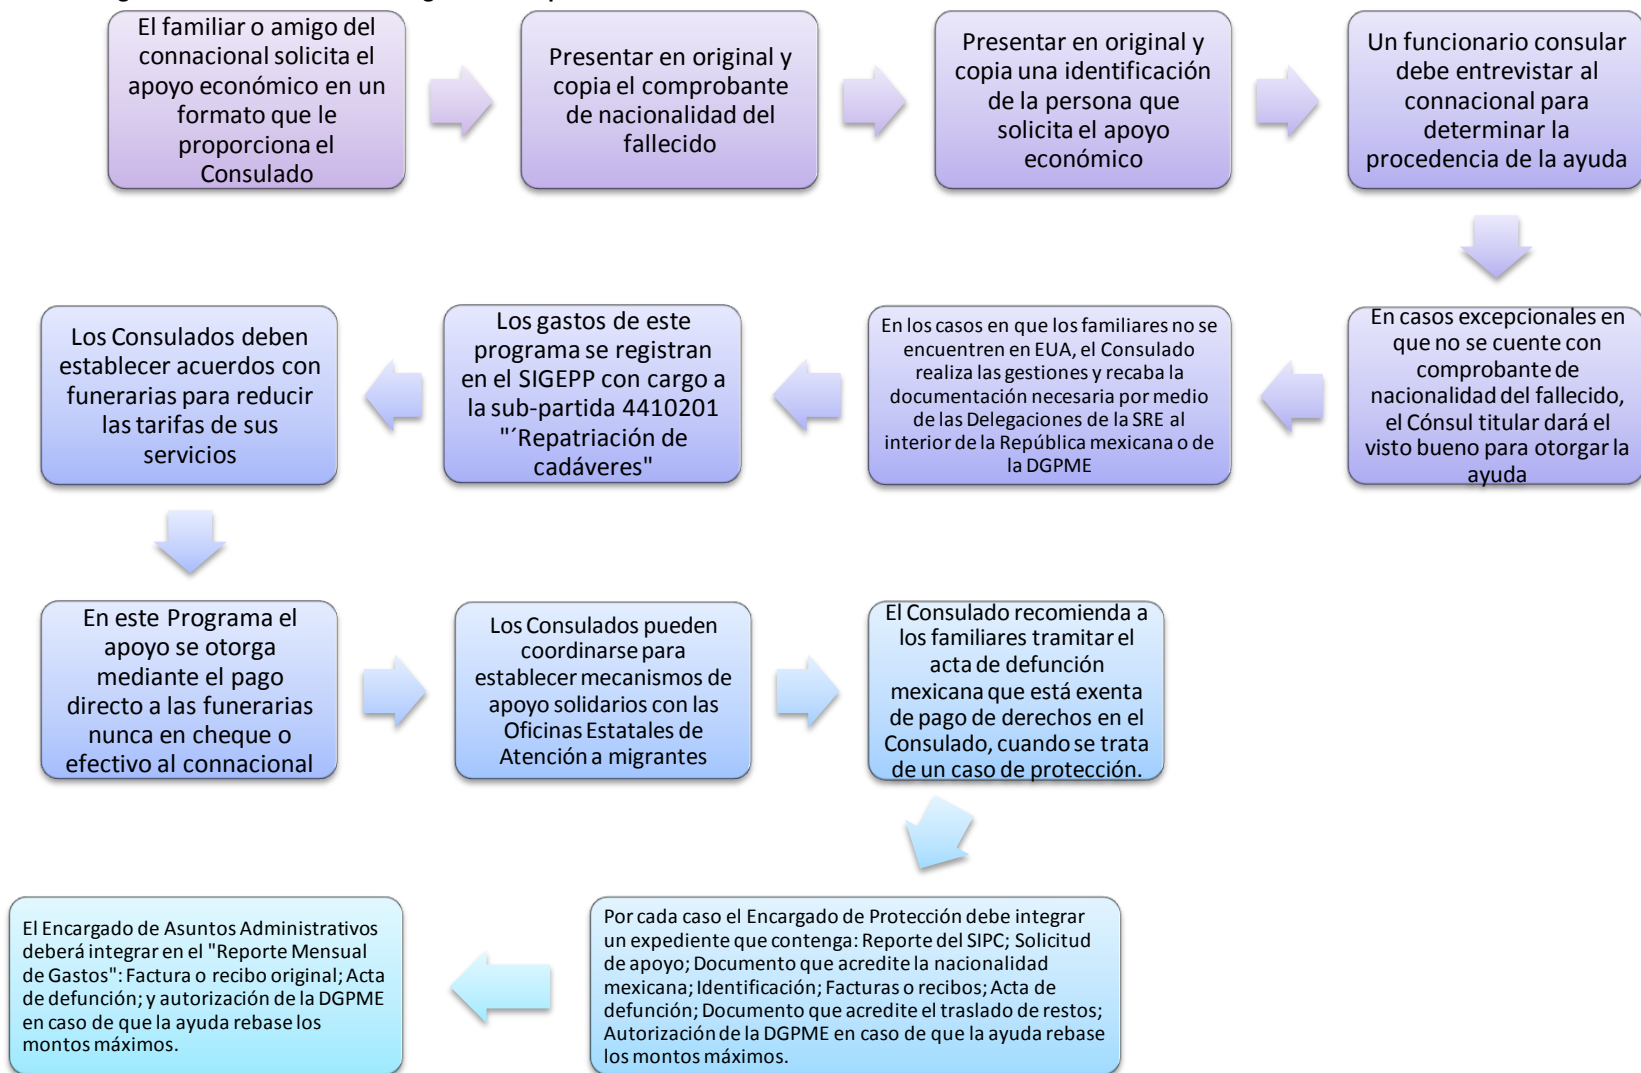 El familiar o amigo del
connacional solicita el
apoyo económico en un
formato que le
proporciona el
Consulado
Presentar en original y
copia el comprobante
de nacionalidad del
fallecido
Presentar en original y
copia una identificación
de la persona que
solicita el apoyo
económico
Un funcionario consular
debe entrevistar al
connacional para
determinar la
procedencia de la ayuda
En casos excepcionales en
que no se cuente con
comprobante de
nacionalidad del fallecido,
el Cónsul titular dará el
visto bueno para otorgar la
ayuda
En los casos en que los familiares no se
encuentren en EUA, el Consulado
realiza las gestiones y recaba la
documentación necesaria por medio
de las Delegaciones de la SRE al
interior de la República mexicana o de
la DGPME
Los gastos de este
programa se registran
en el SIGEPP con cargo a
la sub-partida 4410201
"´Repatriación de
cadáveres"
Los Consulados deben
establecer acuerdos con
funerarias para reducir
las tarifas de sus
servicios
En este Programa el
apoyo se otorga
mediante el pago
directo a las funerarias
nunca en cheque o
efectivo al connacional
Los Consulados pueden
coordinarse para
establecer mecanismos de
apoyo solidarios con las
Oficinas Estatales de
Atención a migrantes
El Consulado recomienda a
los familiares tramitar el
acta de defunción
mexicana que está exenta
de pago de derechos en el
Consulado, cuando se trata
de un caso de protección.
Por cada caso el Encargado de Protección debe integrar
un expediente que contenga: Reporte del SIPC; Solicitud
de apoyo; Documento que acredite la nacionalidad
mexicana; Identificación; Facturas o recibos; Acta de
defunción; Documento que acredite el traslado de restos;
Autorización de la DGPME en caso de que la ayuda rebase
los montos máximos.
El Encargado de Asuntos Administrativos
deberá integrar en el "Reporte Mensual
de Gastos": Factura o recibo original; Acta
de defunción; y autorización de la DGPME
en caso de que la ayuda rebase los
montos máximos.